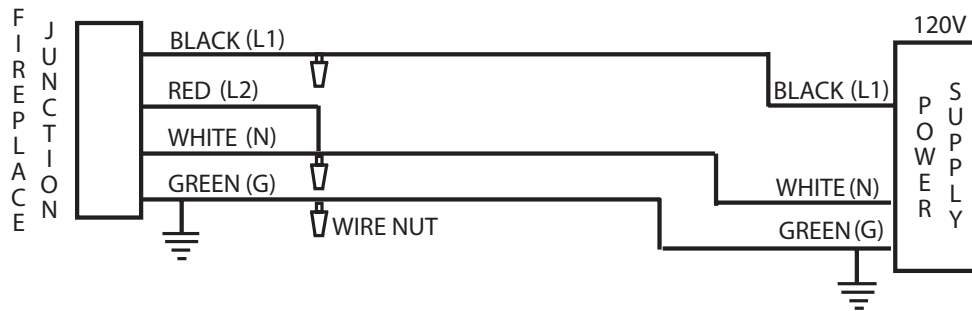 FIREPLACE
JUNCTION
BLACK (L1)
RED (L2)
WHITE (N)
GREEN (G)
WIRE NUT
120V
BLACK (L1)
WHITE (N)
GREEN (G)
POWER
SUPPLY